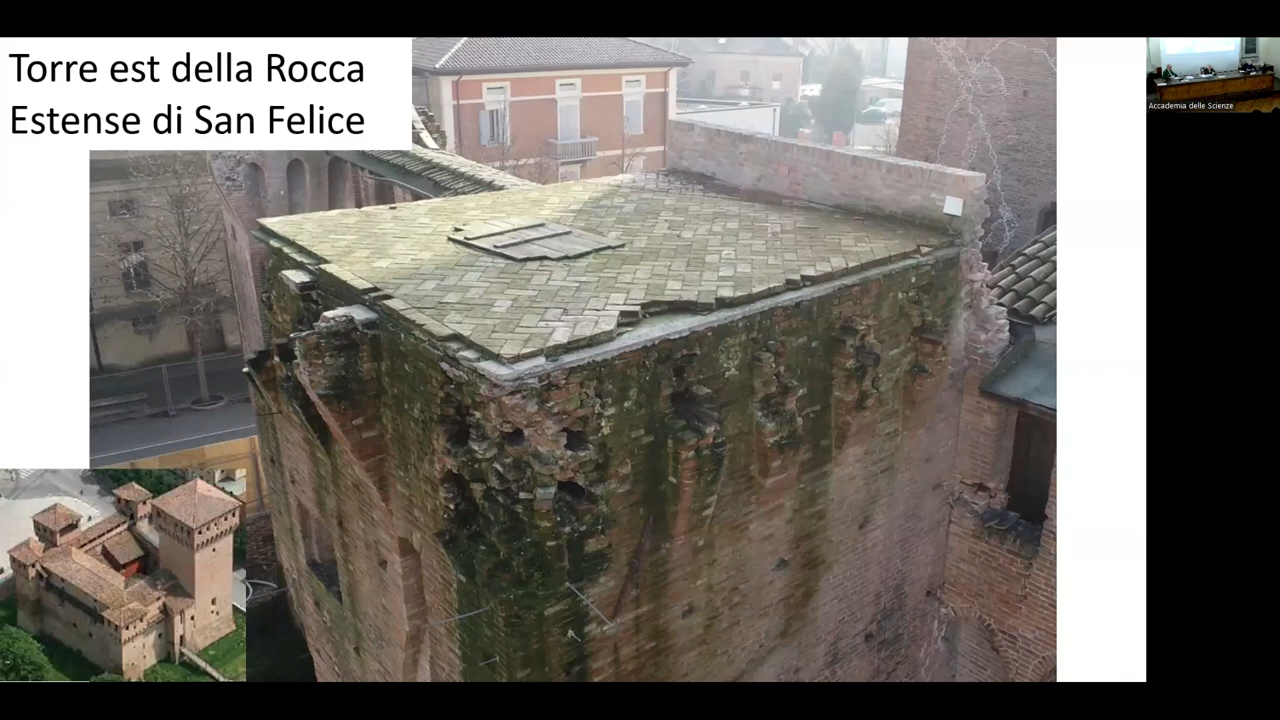 Torre est della Rocca
Estense di San Felice
Accademia delle Scienze